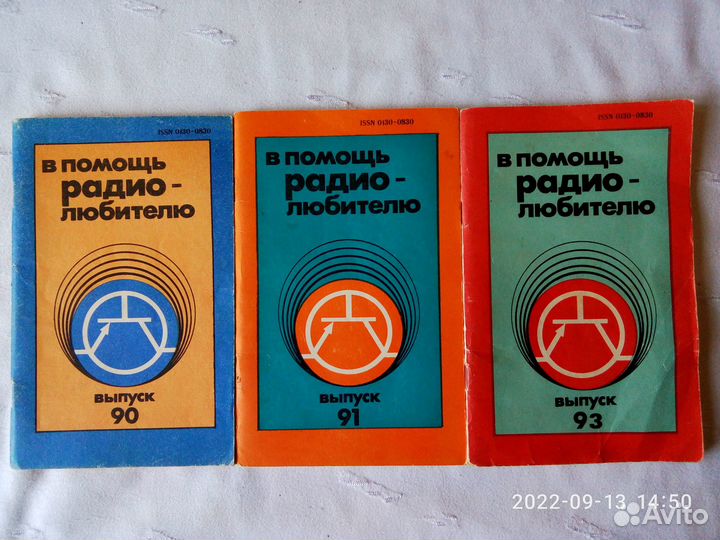 ISSN 0130-0830
в помощь
радио-
любителю
выпуск
90
ISSN 0130-0830
в помощь
радио-
любителю
выпуск
91
ISSN 0130-0830
в помощь
радио-
любителю
выпуск
93
2022-09-13 14:50
Avito